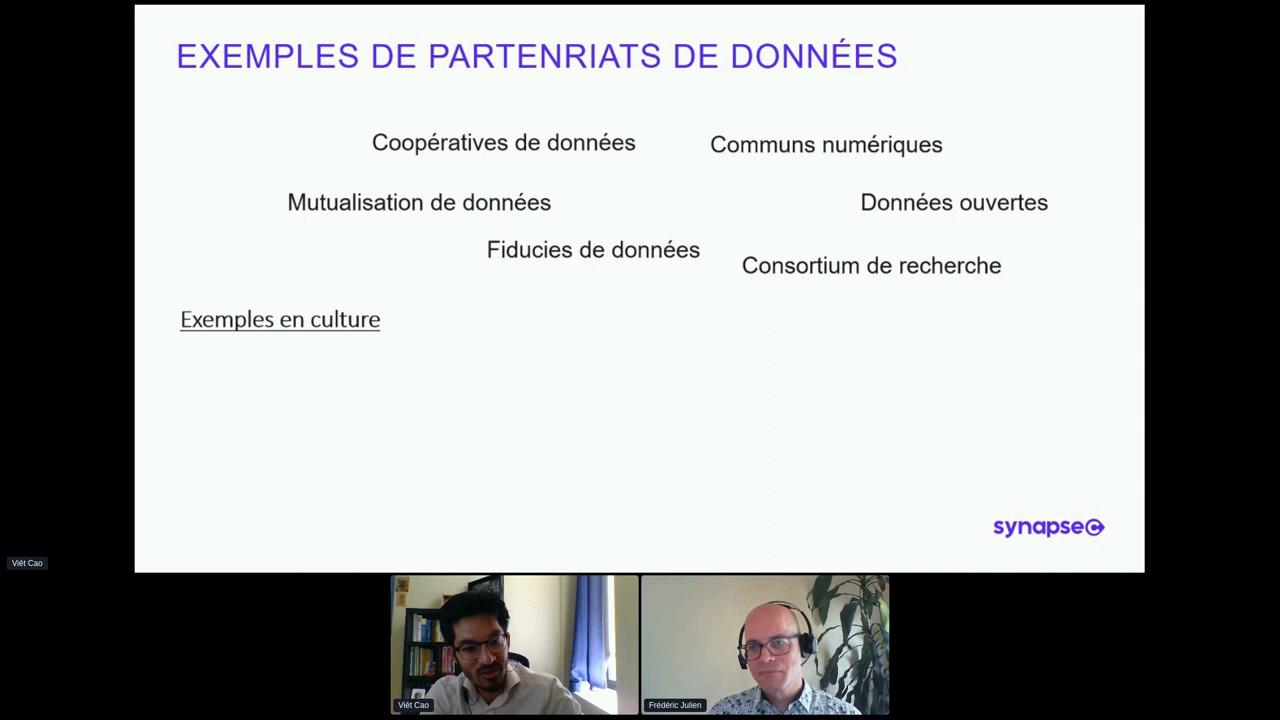 EXEMPLES DE PARTENRIATS DE DONNÉES
Coopératives de données
Communs numériques
Mutualisation de données
Données ouvertes
Fiducies de données
Consortium de recherche
Exemples en culture
synapsec
Viêt Cao
Viêt Cao
Frédéric Julien